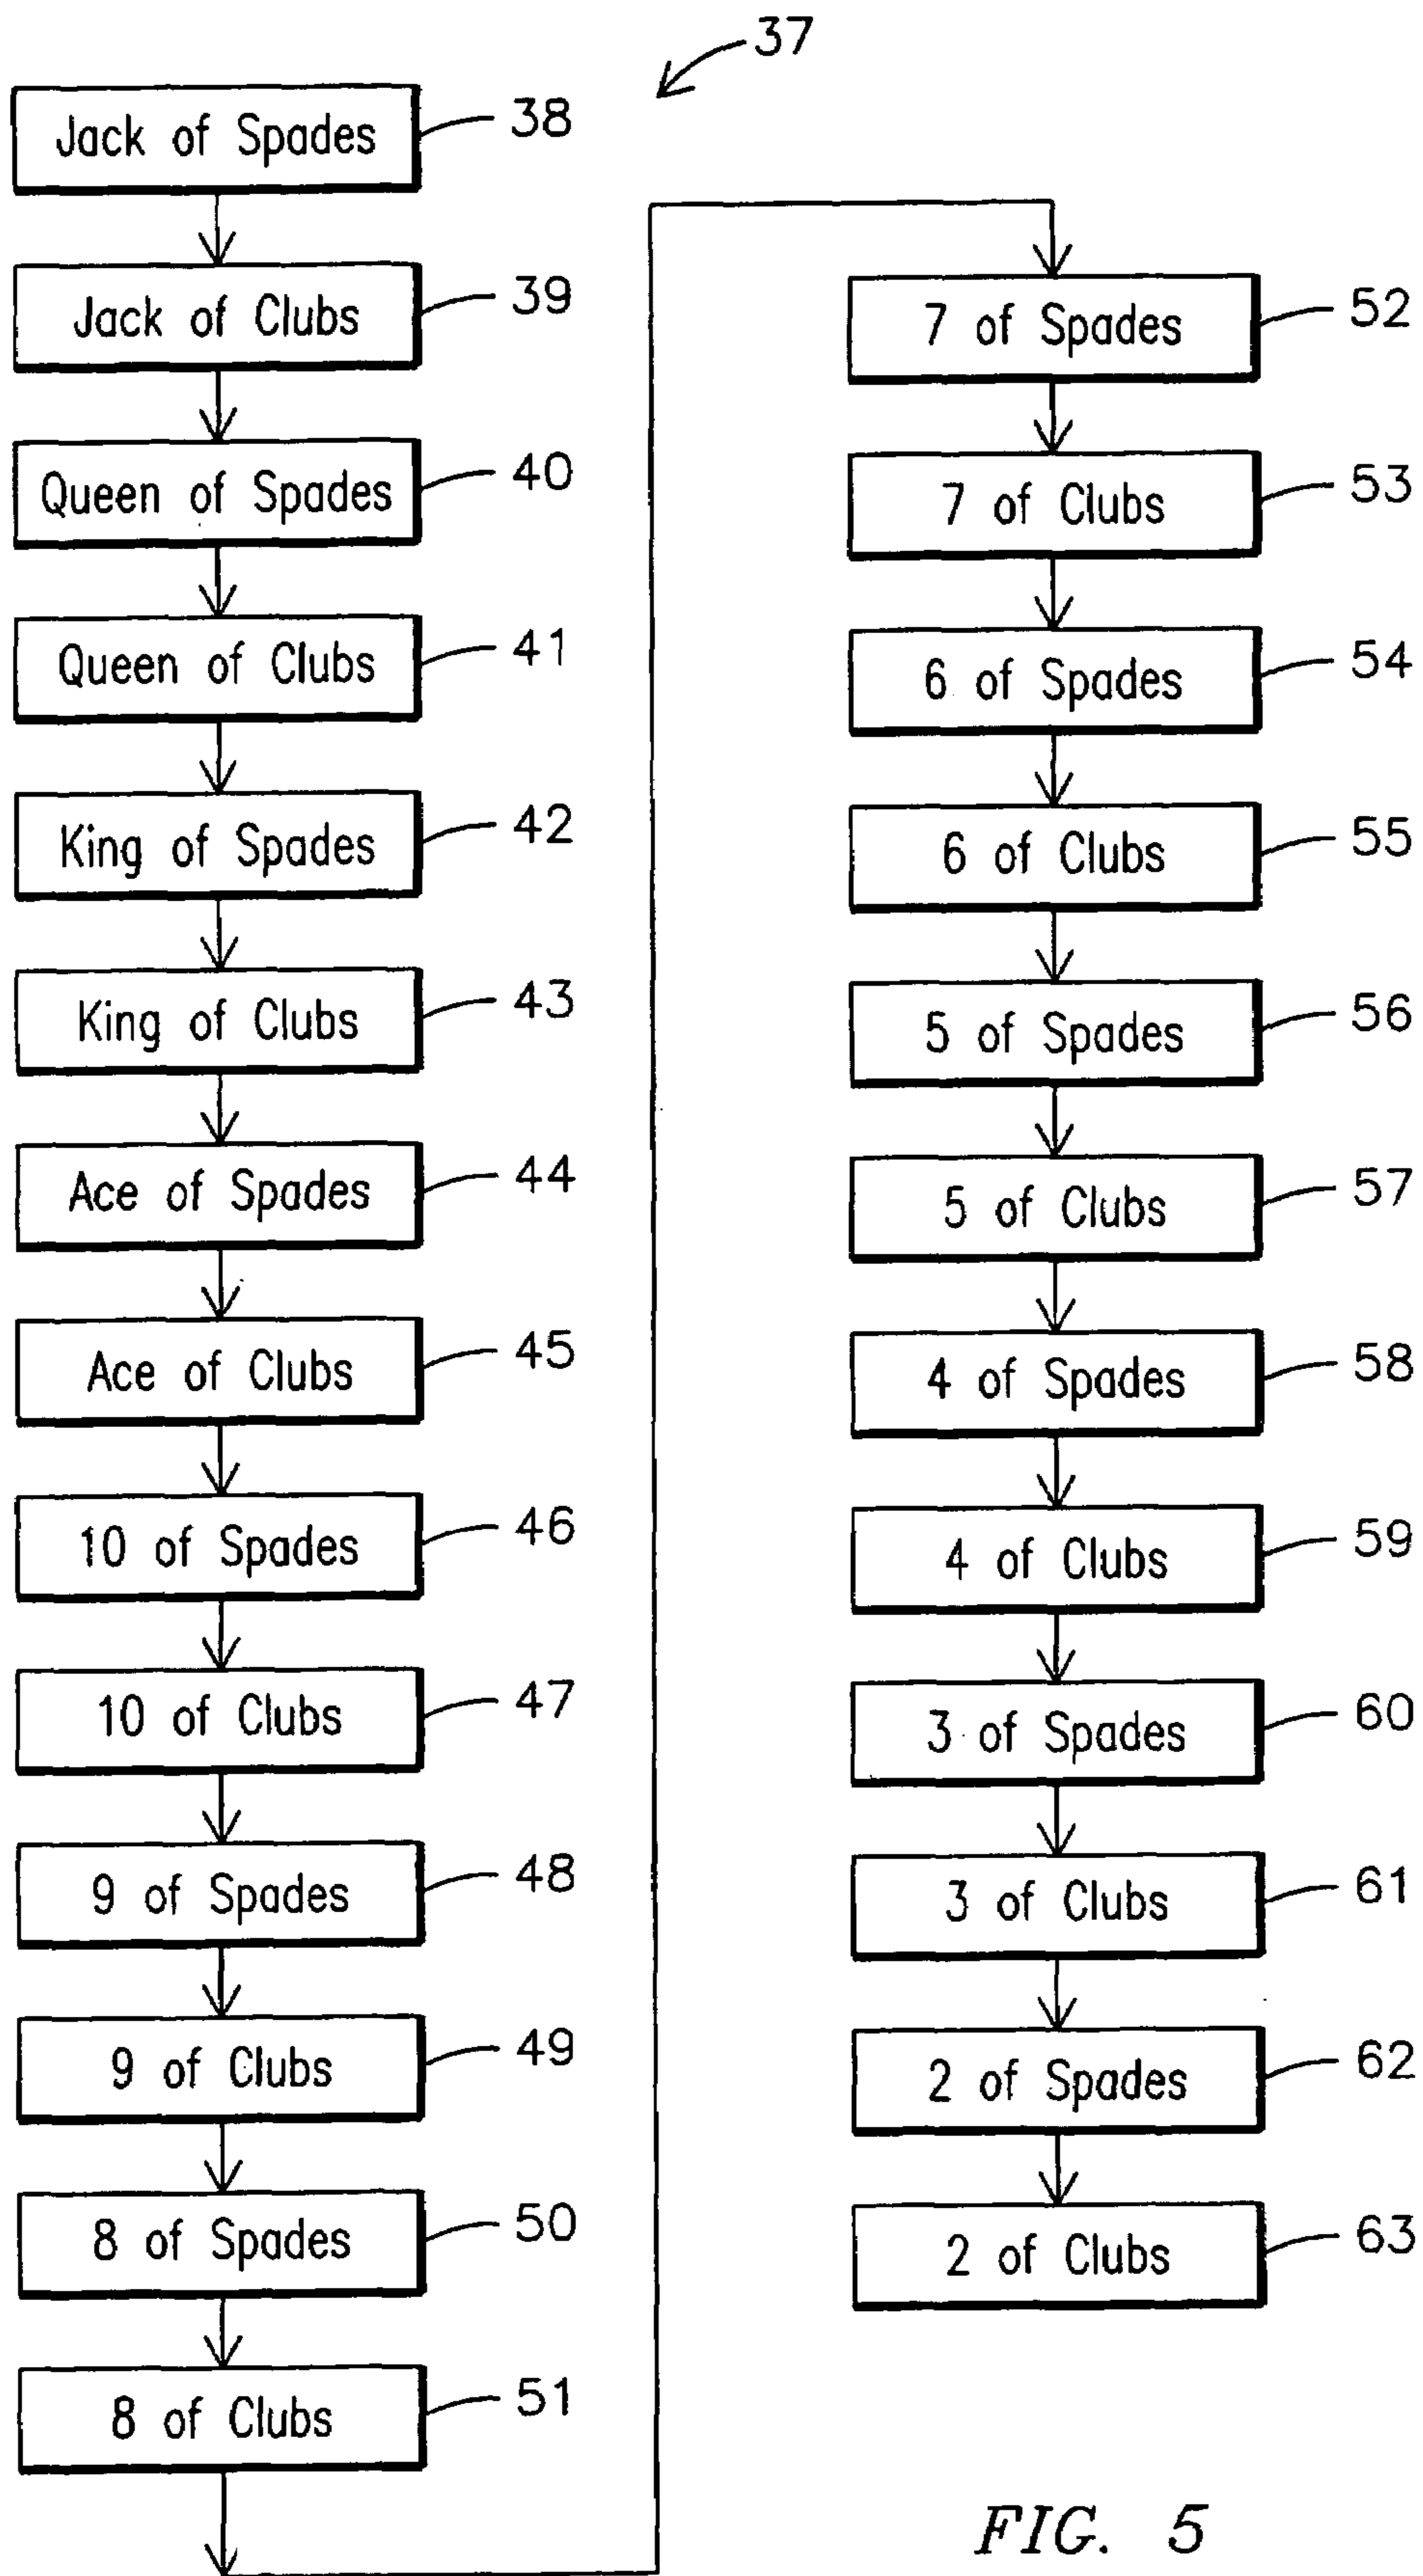 37
Jack of Spades 38
Jack of Clubs 39
Queen of Spades 40
Queen of Clubs 41
King of Spades 42
King of Clubs 43
Ace of Spades 44
Ace of Clubs 45
10 of Spades 46
10 of Clubs 47
9 of Spades 48
9 of Clubs 49
8 of Spades 50
8 of Clubs 51
7 of Spades 52
7 of Clubs 53
6 of Spades 54
6 of Clubs 55
5 of Spades 56
5 of Clubs 57
4 of Spades 58
4 of Clubs 59
3 of Spades 60
3 of Clubs 61
2 of Spades 62
2 of Clubs 63
FIG. 5